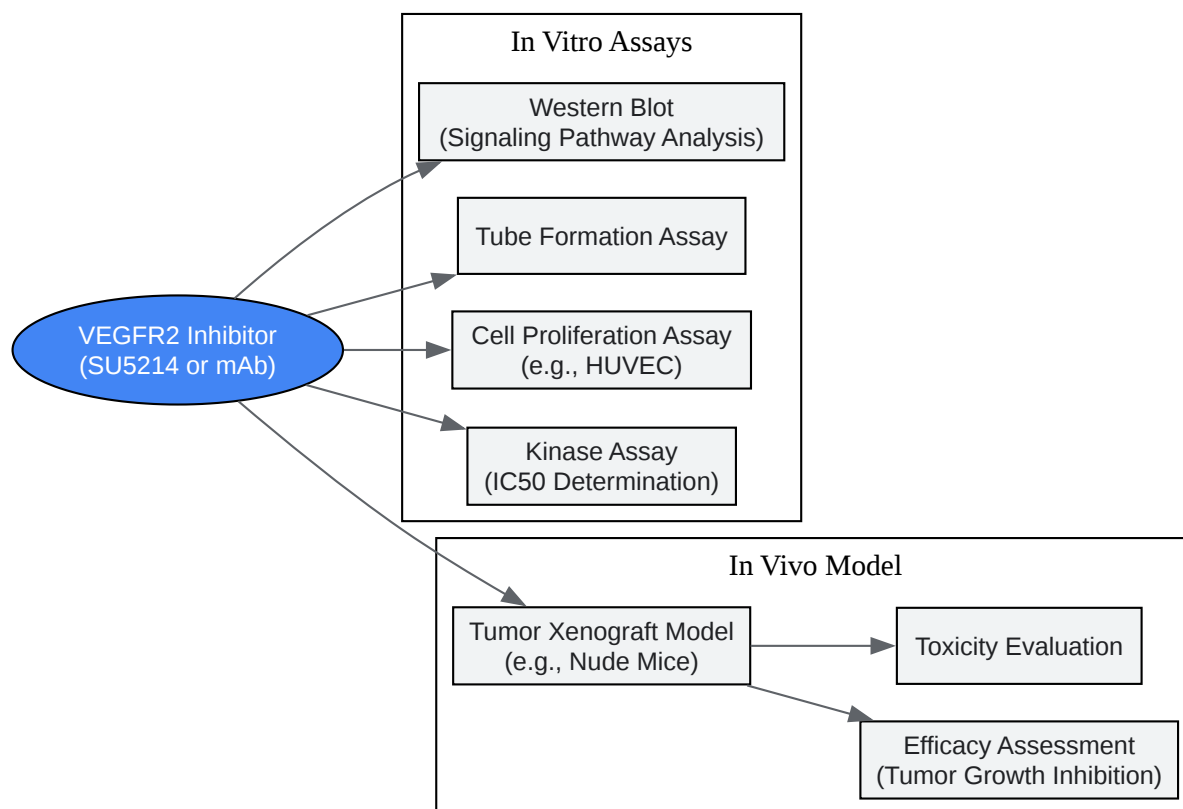 In Vitro Assays
Western Blot
(Signaling Pathway Analysis)
Tube Formation Assay
VEGFR2 Inhibitor
(SU5214 or mAb)
Cell Proliferation Assay
(e.g., HUVEC)
Kinase Assay
(IC50 Determination)
In Vivo Model
Tumor Xenograft Model
(e.g., Nude Mice)
Toxicity Evaluation
Efficacy Assessment
(Tumor Growth Inhibition)